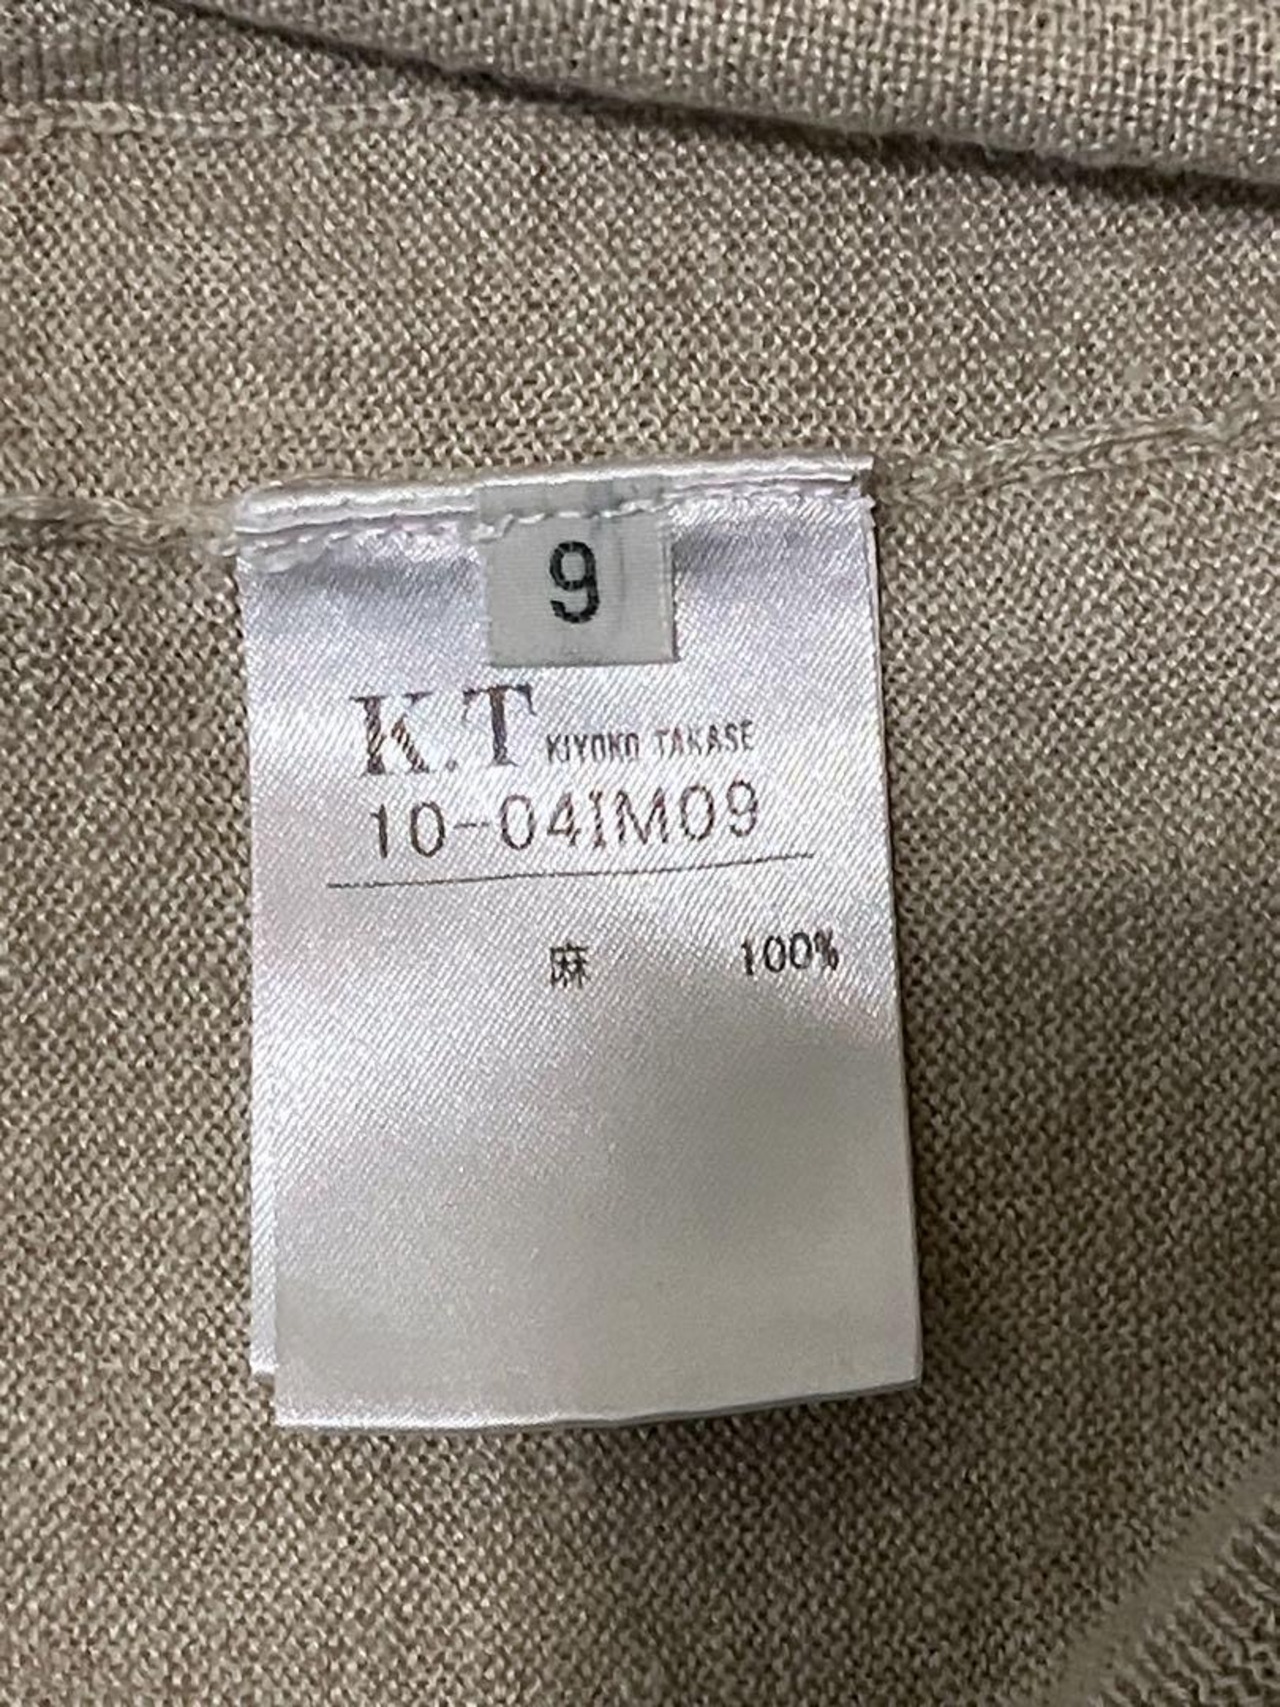 9
K.T KIYOKO TAKASE
10-04IM09
麻 100%